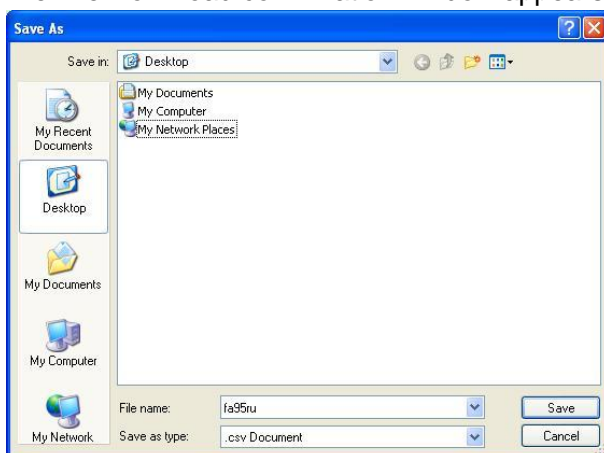 Save As
Save in:
Desktop
My Documents
My Computer
My Network Places
My Recent
Documents
Desktop
My Documents
My Computer
My Network
File name:
fa95ru
Save
Save as type:
.csv Document
Cancel